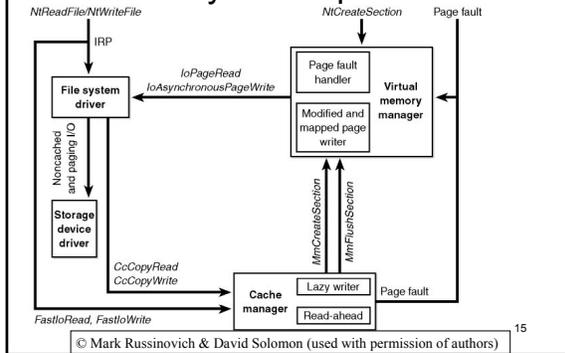 NtReadFile/NtWriteFile
NtCreateSection
Page fault
IRP
IoPageRead
IoAsynchronousPageWrite
Page fault
handler
Virtual
memory
manager
Modified and
mapped page
writer
File system
driver
Noncached
and paging I/O
Storage
device
driver
MmCreateSection
MmFlushSection
CcCopyRead
CcCopyWrite
Cache
manager
Lazy writer
Read-ahead
Page fault
FastIoRead, FastIoWrite
15
© Mark Russinovich & David Solomon (used with permission of authors)